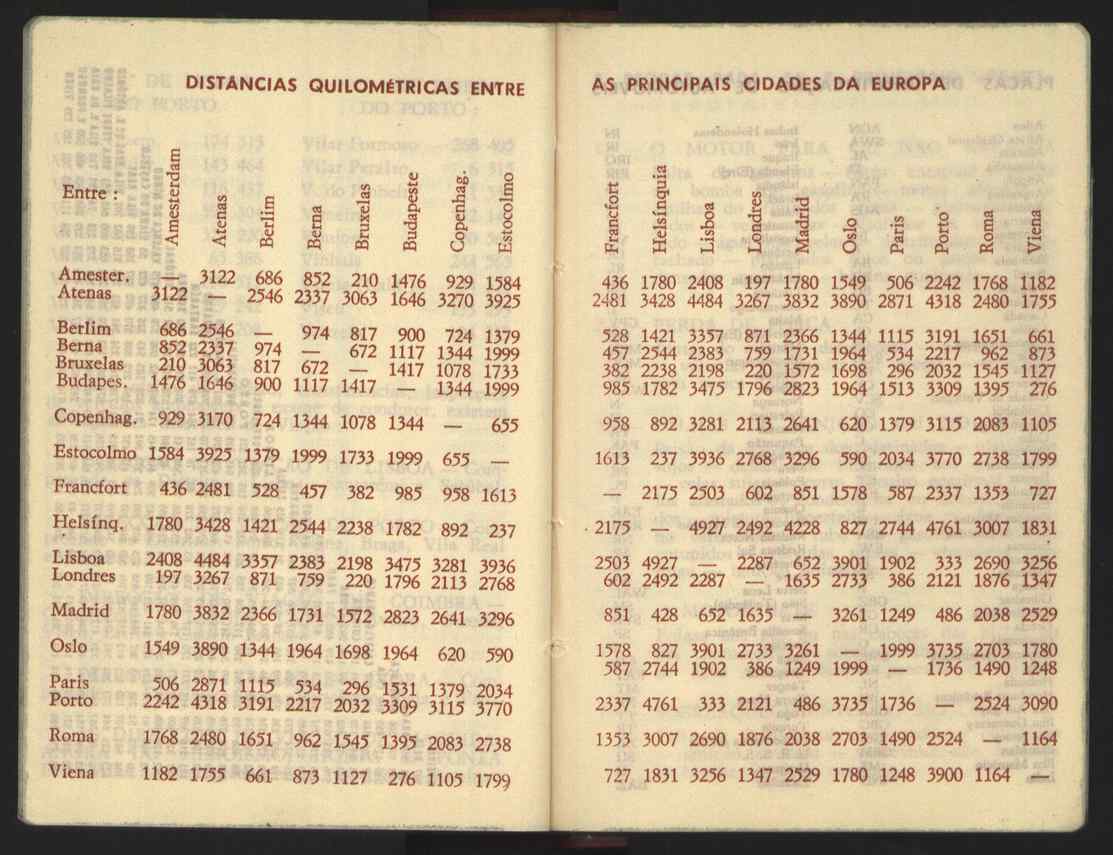 DISTÂNCIAS QUILOMÉTRICAS ENTRE AS PRINCIPAIS CIDADES DA EUROPA
Entre : Amesterdam Atenas Berlim Berna Bruxelas Budapeste Copenhag. Estocolmo Francfort Helsínquia Lisboa Londres Madrid Oslo Paris Porto Roma Viena
Amester. — 3122 686 852 210 1476 929 1584 436 1780 2408 197 1780 1549 506 2242 1768 1182
Atenas 3122 — 2546 2337 3063 1646 3270 3925 2481 3428 4484 3267 3832 3890 2871 4318 2480 1755
Berlim 686 2546 — 974 817 900 724 1379 528 1421 3357 871 2366 1344 1115 3191 1651 661
Berna 852 2337 974 — 672 1117 1344 1999 457 2544 2383 759 1731 1964 534 2217 962 873
Bruxelas 210 3063 817 672 — 1417 1078 1733 382 2238 2198 220 1572 1698 296 2032 1545 1127
Budapes. 1476 1646 900 1117 1417 — 1344 1999 985 1782 3475 1796 2823 1964 1513 3309 1395 276
Copenhag. 929 3170 724 1344 1078 1344 — 655 958 892 3281 2113 2641 620 1379 3115 2083 1105
Estocolmo 1584 3925 1379 1999 1733 1999 655 — 1613 237 3936 2768 3296 590 2034 3770 2738 1799
Francfort 436 2481 528 457 382 985 958 1613 — 2175 2503 602 851 1578 587 2337 1353 727
Helsínq. 1780 3428 1421 2544 2238 1782 892 237 2175 — 4927 2492 4228 827 2744 4761 3007 1831
Lisboa 2408 4484 3357 2383 2198 3475 3281 3936 2503 4927 — 2287 652 3901 1902 333 2690 3256
Londres 197 3267 871 759 220 1796 2113 2768 602 2492 2287 — 1635 2733 386 2121 1876 1347
Madrid 1780 3832 2366 1731 1572 2823 2641 3296 851 428 652 1635 — 3261 1249 486 2038 2529
Oslo 1549 3890 1344 1964 1698 1964 620 590 1578 827 3901 2733 3261 — 1999 3735 2703 1780
Paris 506 2871 1115 534 296 1531 1379 2034 587 2744 1902 386 1249 1999 — 1736 1490 1248
Porto 2242 4318 3191 2217 2032 3309 3115 3770 2337 4761 333 2121 486 3735 1736 — 2524 3090
Roma 1768 2480 1651 962 1545 1395 2083 2738 1353 3007 2690 1876 2038 2703 1490 2524 — 1164
Viena 1182 1755 661 873 1127 276 1105 1799 727 1831 3256 1347 2529 1780 1248 3900 1164 —